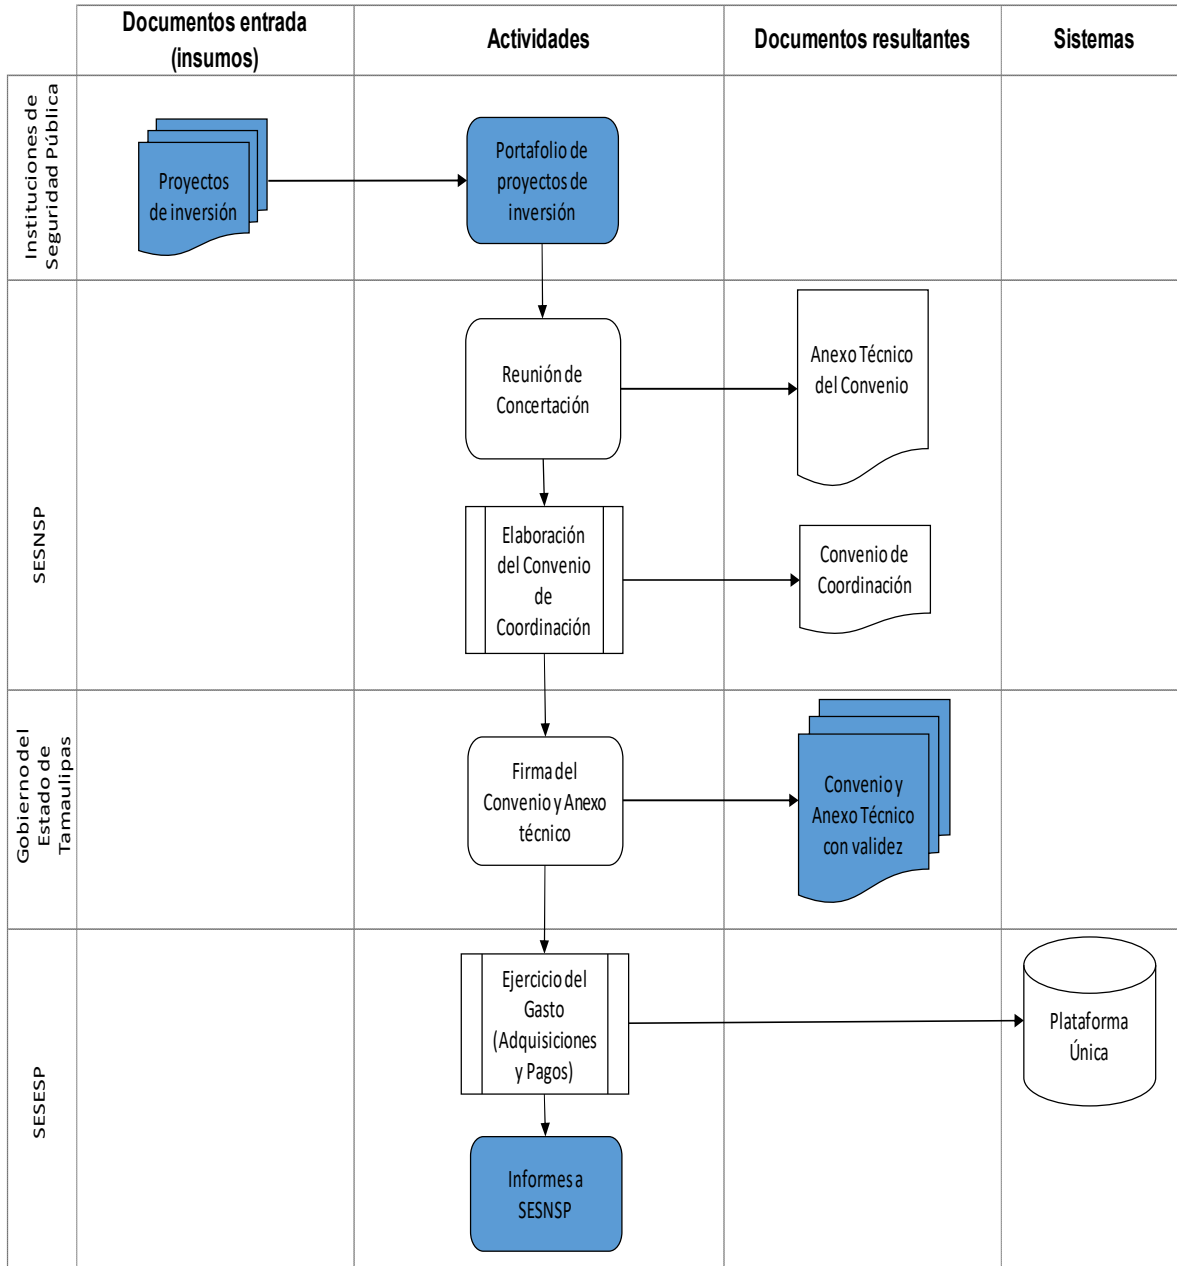 Documentos entrada
(insumos)
Actividades
Documentos resultantes
Sistemas
Instituciones de
Seguridad Pública
Proyectos
de inversión
Portafolio de
proyectos de
inversión
SESNSP
Reunión de
Concertación
Anexo Técnico
del Convenio
Elaboración
del Convenio
de
Coordinación
Convenio de
Coordinación
Gobierno del
Estado de
Tamaulipas
Firma del
Convenio y Anexo
técnico
Convenio y
Anexo Técnico
con validez
SESESP
Ejercicio del
Gasto
(Adquisiciones
y Pagos)
Plataforma
Única
Informes a
SESNSP